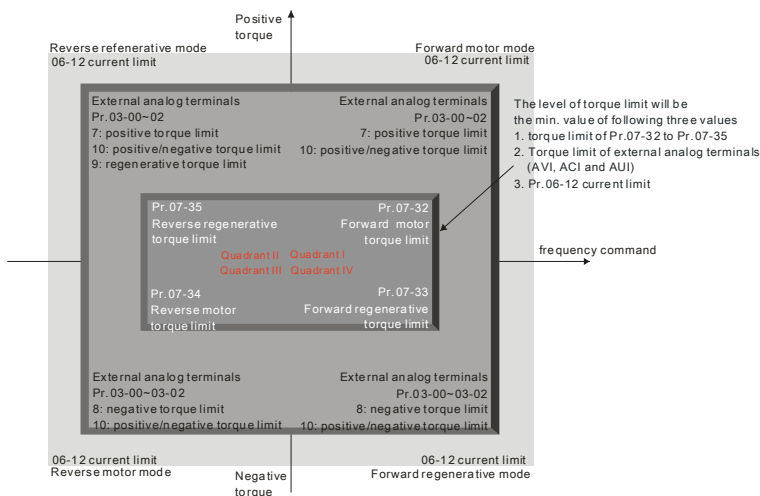 Positive
torque
Reverse refenerative mode
06-12 current limit
Forward motor mode
06-12 current limit
External analog terminals
Pr.03-00~02
7: positive torque limit
10: positive/negative torque limit
9: regenerative torque limit
External analog terminals
Pr.03-00~02
7: positive torque limit
10: positive/negative torque limit
The level of torque limit will be
the min. value of following three values
1. torque limit of Pr.07-32 to Pr.07-35
2. Torque limit of external analog terminals
(AVI, ACI and AUI)
3. Pr.06-12 current limit
Pr.07-35
Reverse regenerative
torque limit
Pr.07-32
Forward motor
torque limit
Quadrant II
Quadrant I
Quadrant III
Quadrant IV
frequency command
Pr.07-34
Reverse motor
torque limit
Pr.07-33
Forward regenerative
torque limit
External analog terminals
Pr.03-00~03-02
8: negative torque limit
10: positive/negative torque limit
External analog terminals
Pr.03-00~03-02
8: negative torque limit
10: positive/negative torque limit
06-12 current limit
Reverse motor mode
06-12 current limit
Forward regenerative mode
Negative
torque